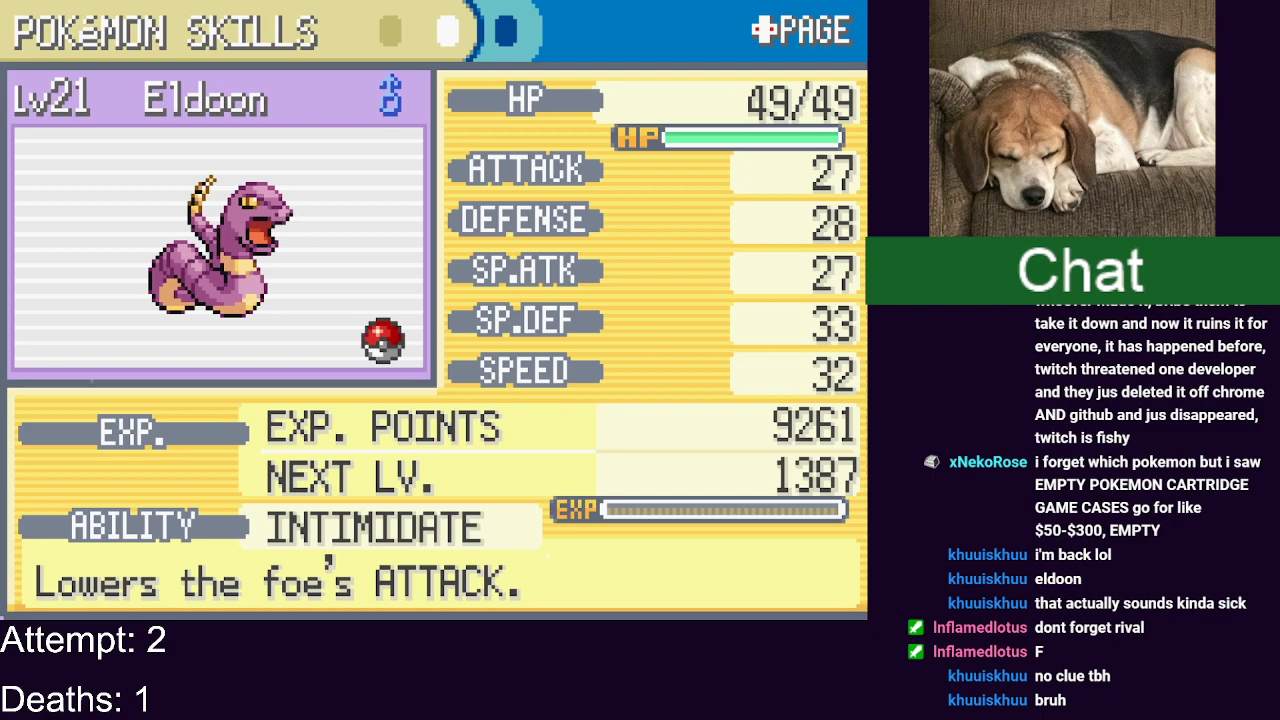 POKéMON SKILLS
PAGE
Lv21 Eldoon ♂
HP 49/49
HP
ATTACK 27
DEFENSE 28
SP.ATK 27
SP.DEF 33
SPEED 32
EXP. EXP. POINTS 9261
NEXT LV. 1387
EXP
ABILITY INTIMIDATE
Lowers the foe's ATTACK.
Attempt: 2
Deaths: 1
Chat
take it down and now it ruins it for
everyone, it has happened before,
twitch threatened one developer
and they jus deleted it off chrome
AND github and jus disappeared,
twitch is fishy
xNekoRose i forget which pokemon but i saw
EMPTY POKEMON CARTRIDGE
GAME CASES go for like
$50-$300, EMPTY
khuuiskhuu i'm back lol
khuuiskhuu eldoon
khuuiskhuu that actually sounds kinda sick
Inflamedlotus dont forget rival
Inflamedlotus F
khuuiskhuu no clue tbh
khuuiskhuu bruh